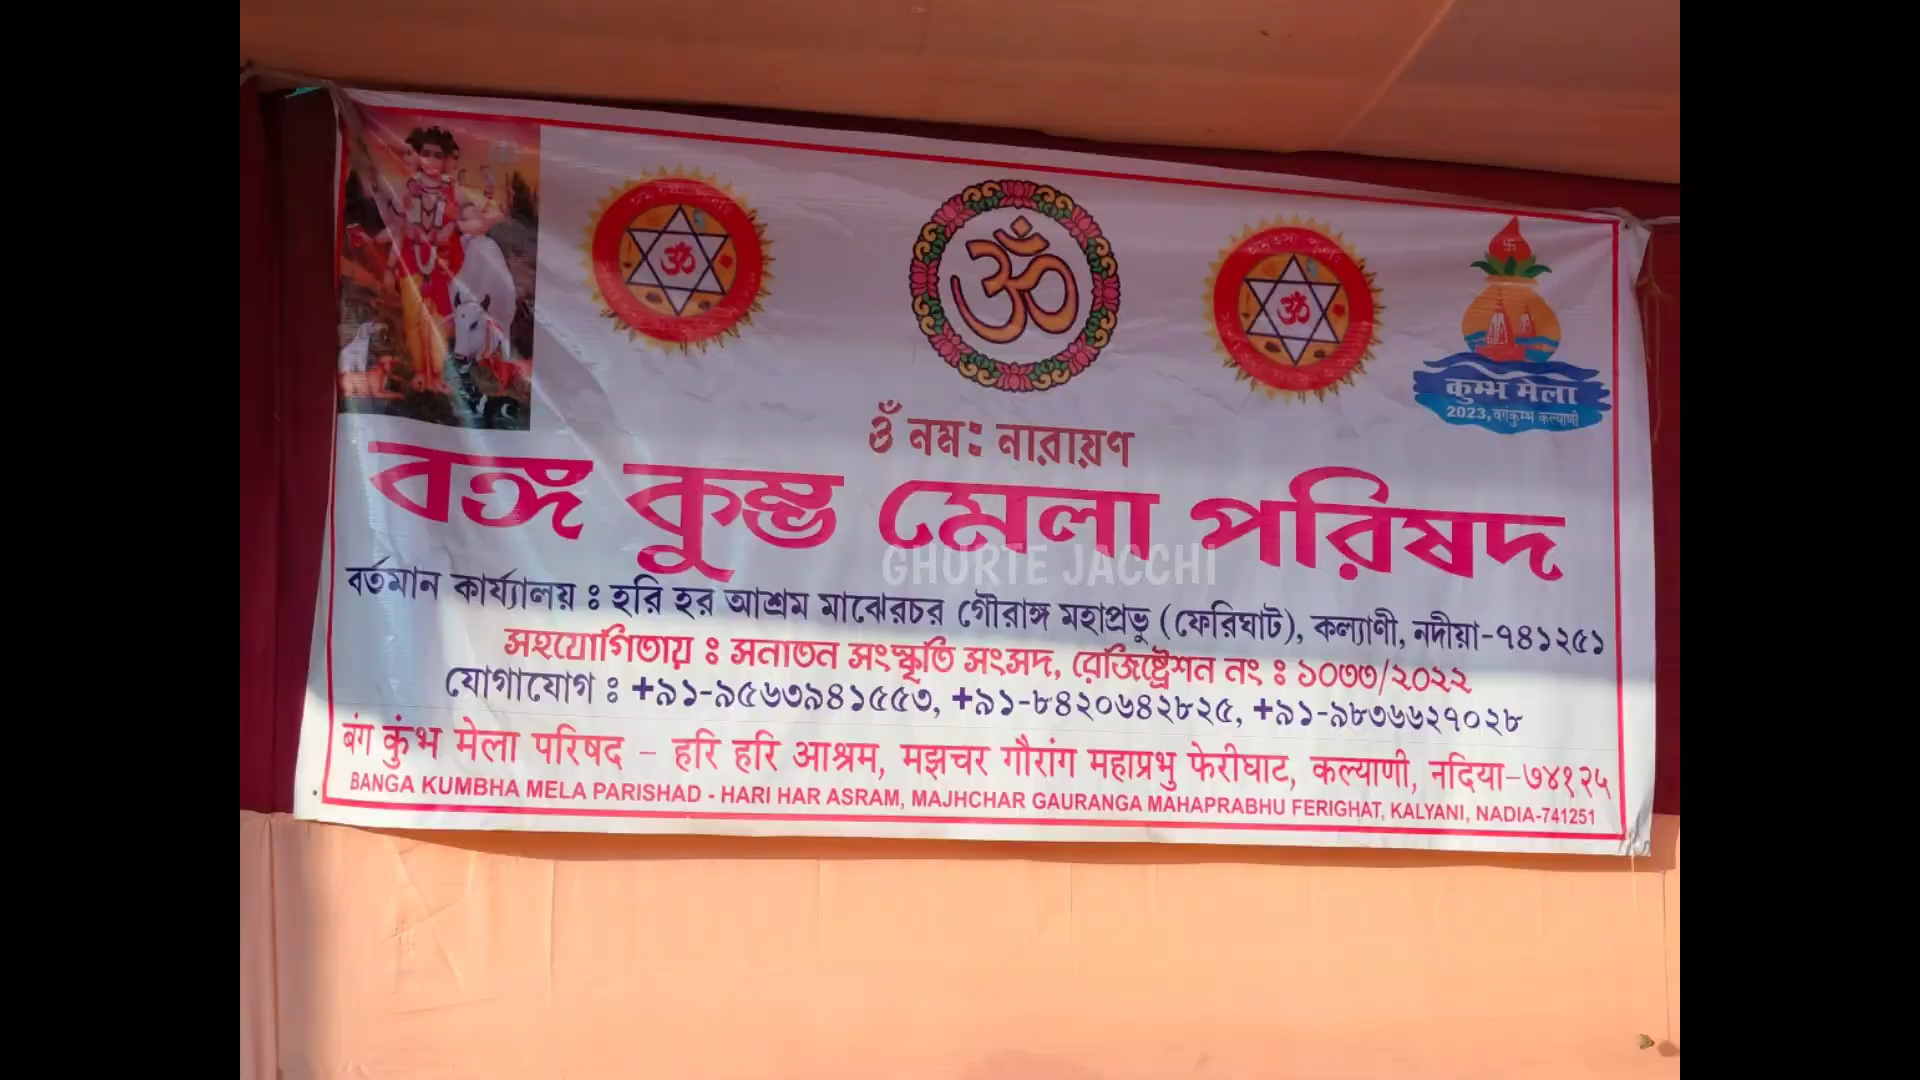 ॐ
ॐ
ॐ
कुम्भ मेला
2023, वंगकुम्भ कल्याणी
ওঁ নমঃ নারায়ণ
বঙ্গ কুম্ভ মেলা পরিষদ
GHURTE JACCHI
বর্তমান কার্য্যালয় ঃ হরি হর আশ্রম মাঝেরচর গৌরাঙ্গ মহাপ্রভু (ফেরিঘাট), কল্যাণী, নদীয়া-৭৪১২৫১
সহযোগিতায় ঃ সনাতন সংস্কৃতি সংসদ, রেজিষ্ট্রেশন নং ঃ ১০৩৩/২০২২
যোগাযোগ ঃ +৯১-৯৫৬৩৯৪১৫৫৩, +৯১-৮৪২০৬৪২৮২৫, +৯১-৯৮৩৬৬২৭০২৮
बंग कुंभ मेला परिषद - हरि हरि आश्रम, मझचर गौरांग महाप्रभु फेरीघाट, कल्याणी, नदिया-७४१२५
BANGA KUMBHA MELA PARISHAD - HARI HAR ASRAM, MAJHCHAR GAURANGA MAHAPRABHU FERIGHAT, KALYANI, NADIA-741251